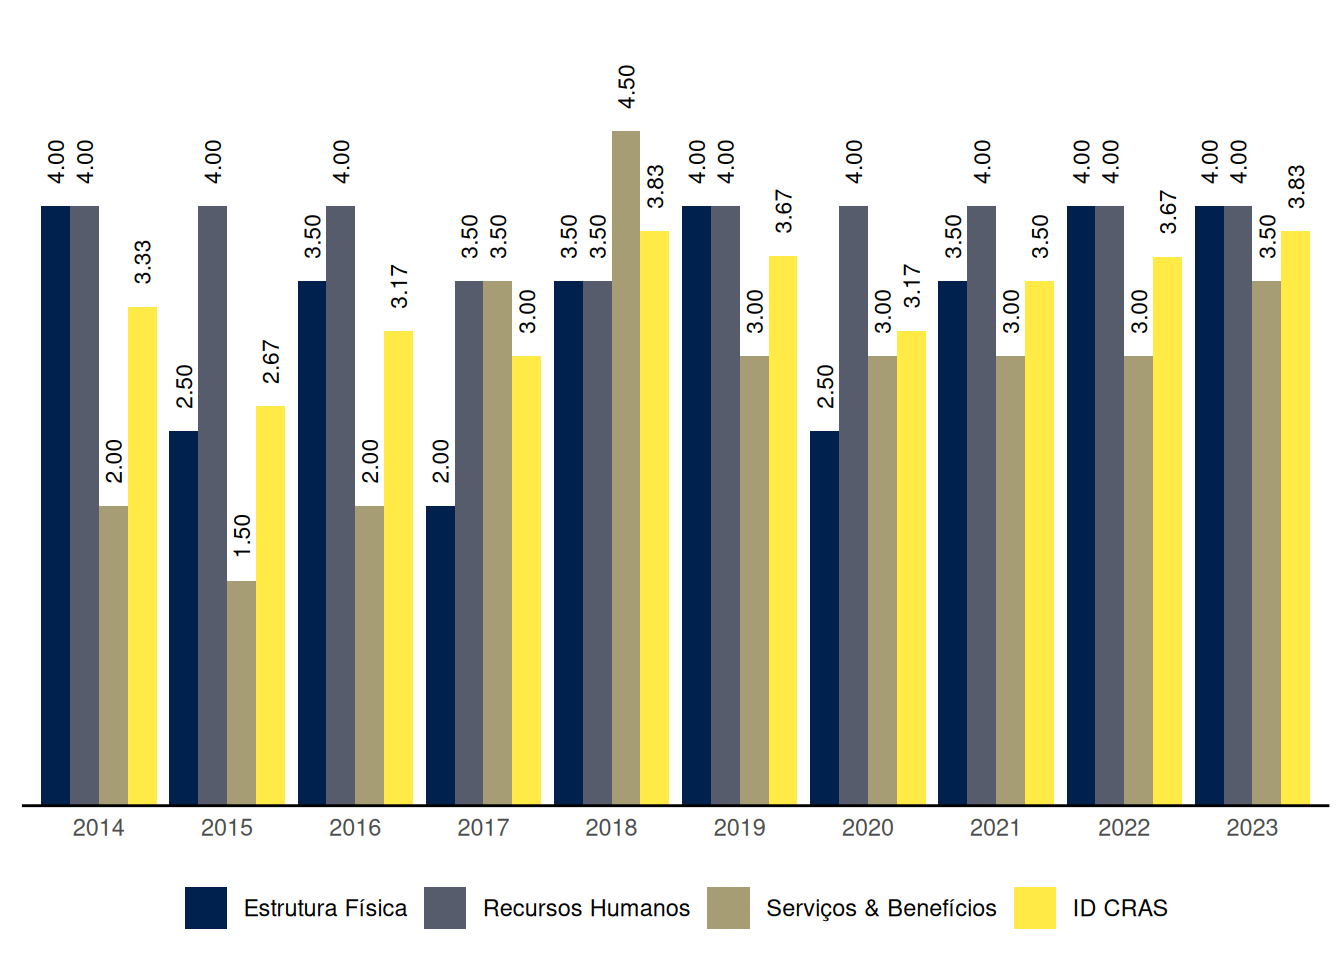 4.50
4.00 4.00 4.00 4.00 4.00 4.00 4.00 4.00 4.00 4.00 4.00 4.00
3.83 3.83
3.67 3.67
3.50 3.50 3.50 3.50 3.50 3.50 3.50 3.50
3.33
3.17 3.17
3.00 3.00 3.00 3.00 3.00
2.67
2.50 2.50
2.00 2.00 2.00
1.50
2014 2015 2016 2017 2018 2019 2020 2021 2022 2023
Estrutura Física Recursos Humanos Serviços & Benefícios ID CRAS